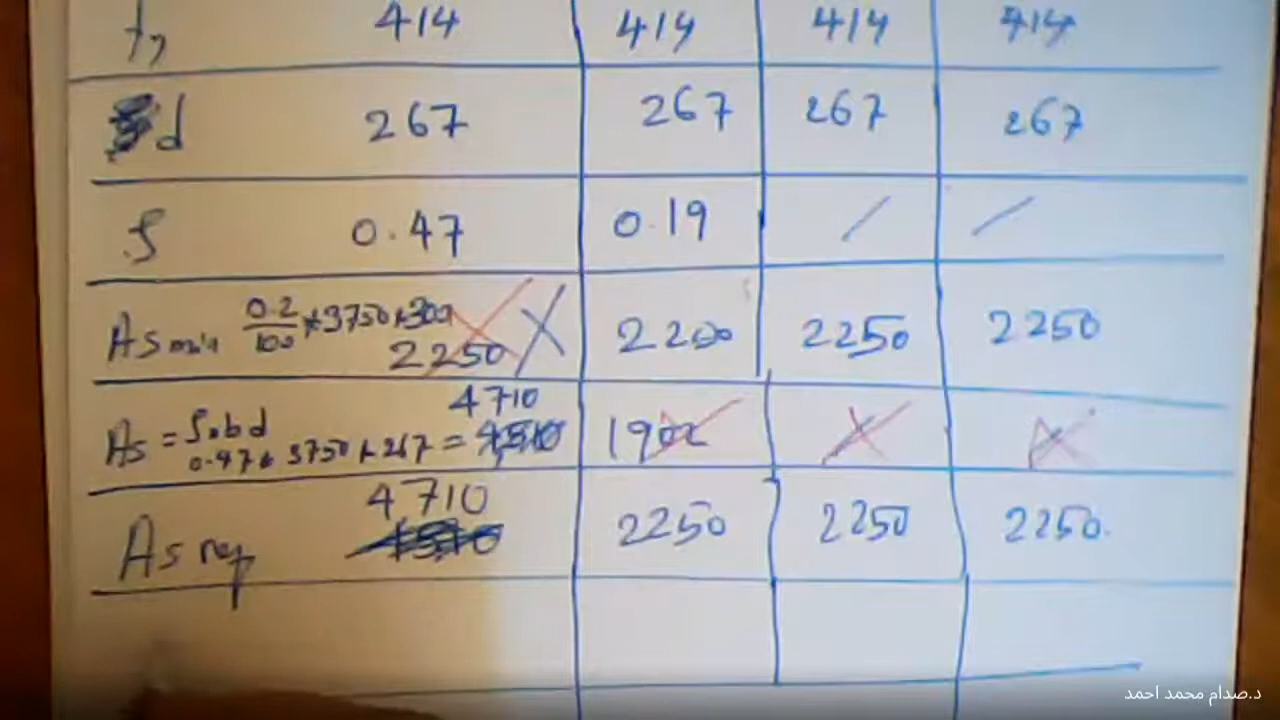 fy 414 414 414 414
d 267 267 267 267
ρ 0.47 0.19 / /
As min 0.2/100 * 3750 * 300 2250 2200 2250 2250
As = ρ*b d 4710 190
0.47 * 3750 * 267 =
As req 4710 2250 2250 2250.
د.صدام محمد احمد